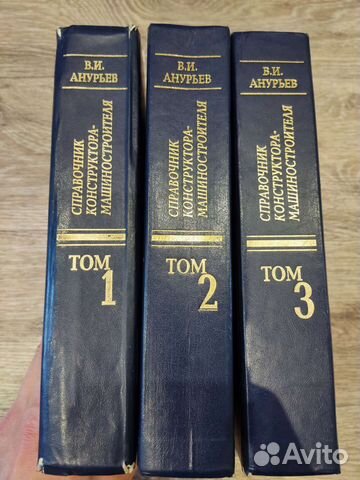 В.И.
АНУРЬЕВ
СПРАВОЧНИК
КОНСТРУКТОРА-
МАШИНОСТРОИТЕЛЯ
ТОМ
1
В.И.
АНУРЬЕВ
СПРАВОЧНИК
КОНСТРУКТОРА-
МАШИНОСТРОИТЕЛЯ
ТОМ
2
В.И.
АНУРЬЕВ
СПРАВОЧНИК
КОНСТРУКТОРА-
МАШИНОСТРОИТЕЛЯ
ТОМ
3
Avito